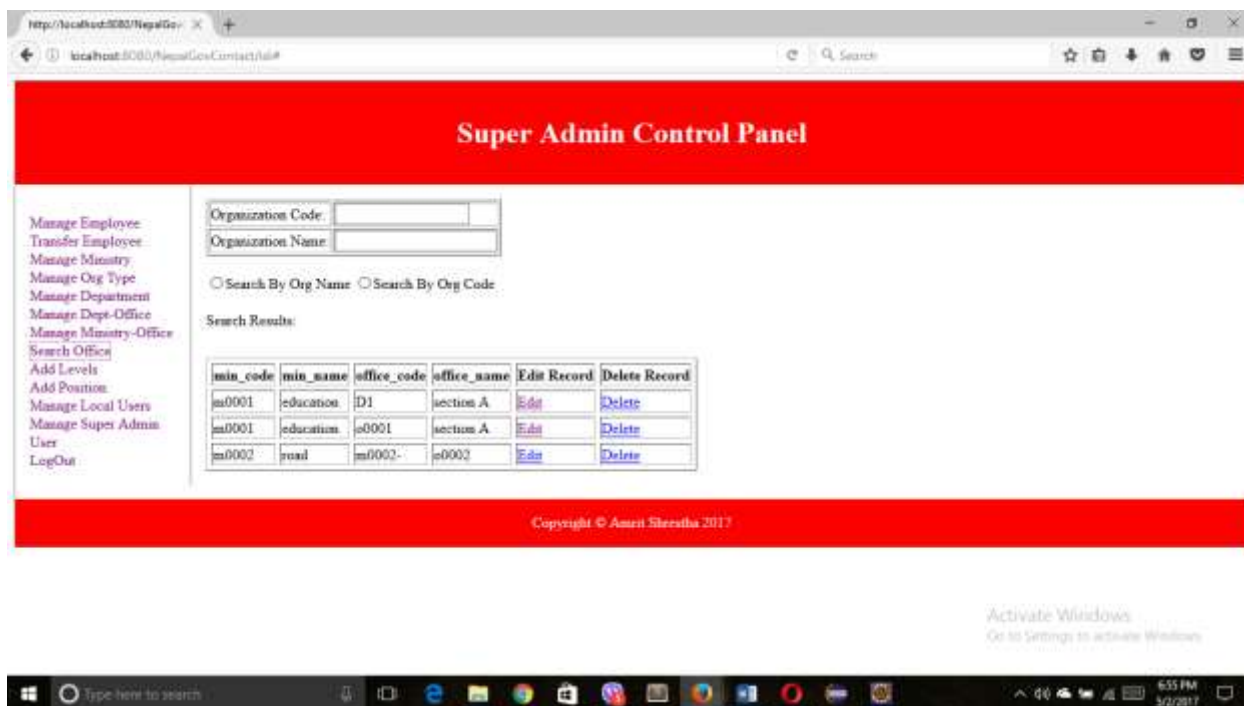 http://localhost:8080/NepalGov
localhost:8080/NepalGovContact/
Search
Super Admin Control Panel
Manage Employee
Transfer Employee
Manage Ministry
Manage Org Type
Manage Department
Manage Dept-Office
Manage Ministry-Office
Search Office
Add Levels
Add Position
Manage Local Users
Manage Super Admin
User
LogOut
Organization Code:
Organization Name:
Search By Org Name Search By Org Code
Search Results:
min_code min_name office_code office_name Edit Record Delete Record
m0001 education D1 section A Edit Delete
m0001 education o0001 section A Edit Delete
m0002 road m0002- o0002 Edit Delete
Copyright © Amrit Shrestha 2017
Activate Windows
Go to Settings to activate Windows.
Type here to search
6:55 PM
5/2/2017